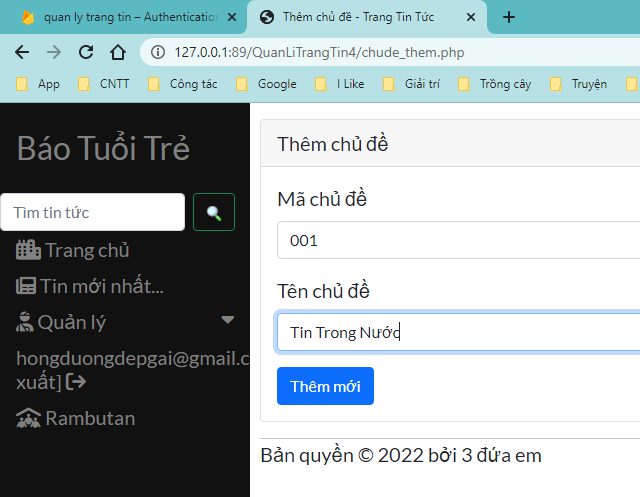 quan ly trang tin – Authentication
Thêm chủ đề - Trang Tin Tức
127.0.0.1:89/QuanLiTrangTin4/chude_them.php
App CNTT Công tác Google I Like Giải trí Trồng cây Truyện
Báo Tuổi Trẻ
Tìm tin tức
Trang chủ
Tin mới nhất...
Quản lý
hongduongdepgai@gmail.c
xuất]
Rambutan
Thêm chủ đề
Mã chủ đề
001
Tên chủ đề
Tin Trong Nước
Thêm mới
Bản quyền © 2022 bởi 3 đứa em